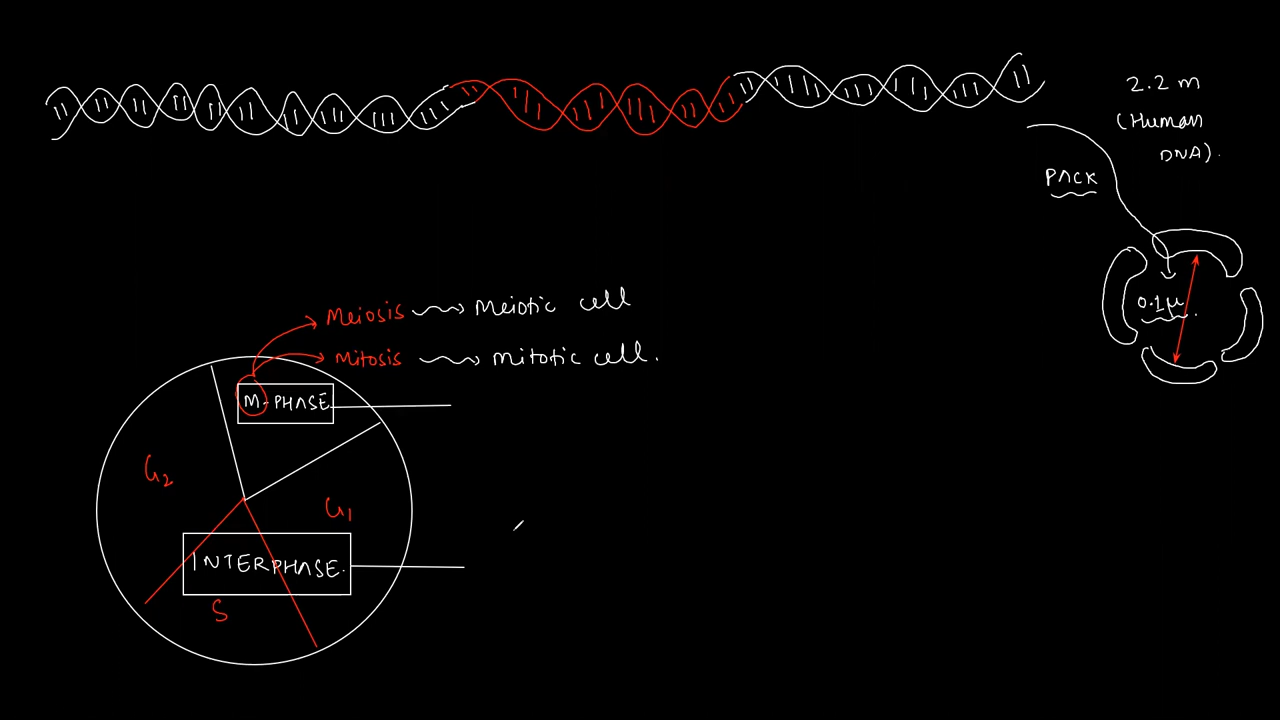 2.2 m
(Human
DNA).
PACK
0.1μ.
Meiosis Meiotic cell
Mitosis mitotic cell.
M-PHASE
G₂
G₁
INTERPHASE.
S